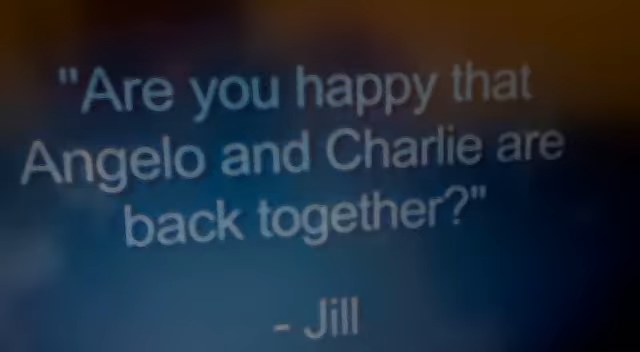 "Are you happy that
Angelo and Charlie are
back together?"
- Jill